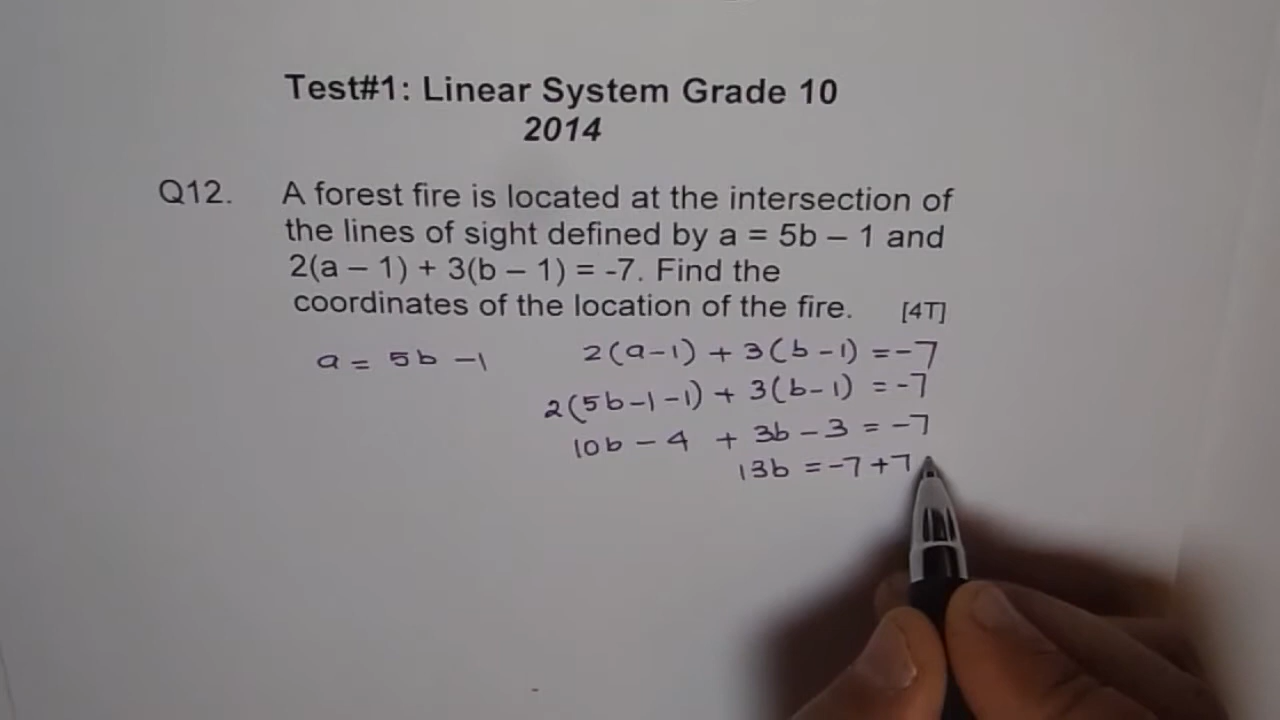 Test#1: Linear System Grade 10
2014
Q12. A forest fire is located at the intersection of
the lines of sight defined by a = 5b – 1 and
2(a – 1) + 3(b – 1) = -7. Find the
coordinates of the location of the fire. [4T]
a = 5b -1 2(a-1) + 3(b-1) = -7
2(5b-1-1) + 3(b-1) = -7
10b - 4 + 3b - 3 = -7
13b = -7 +7